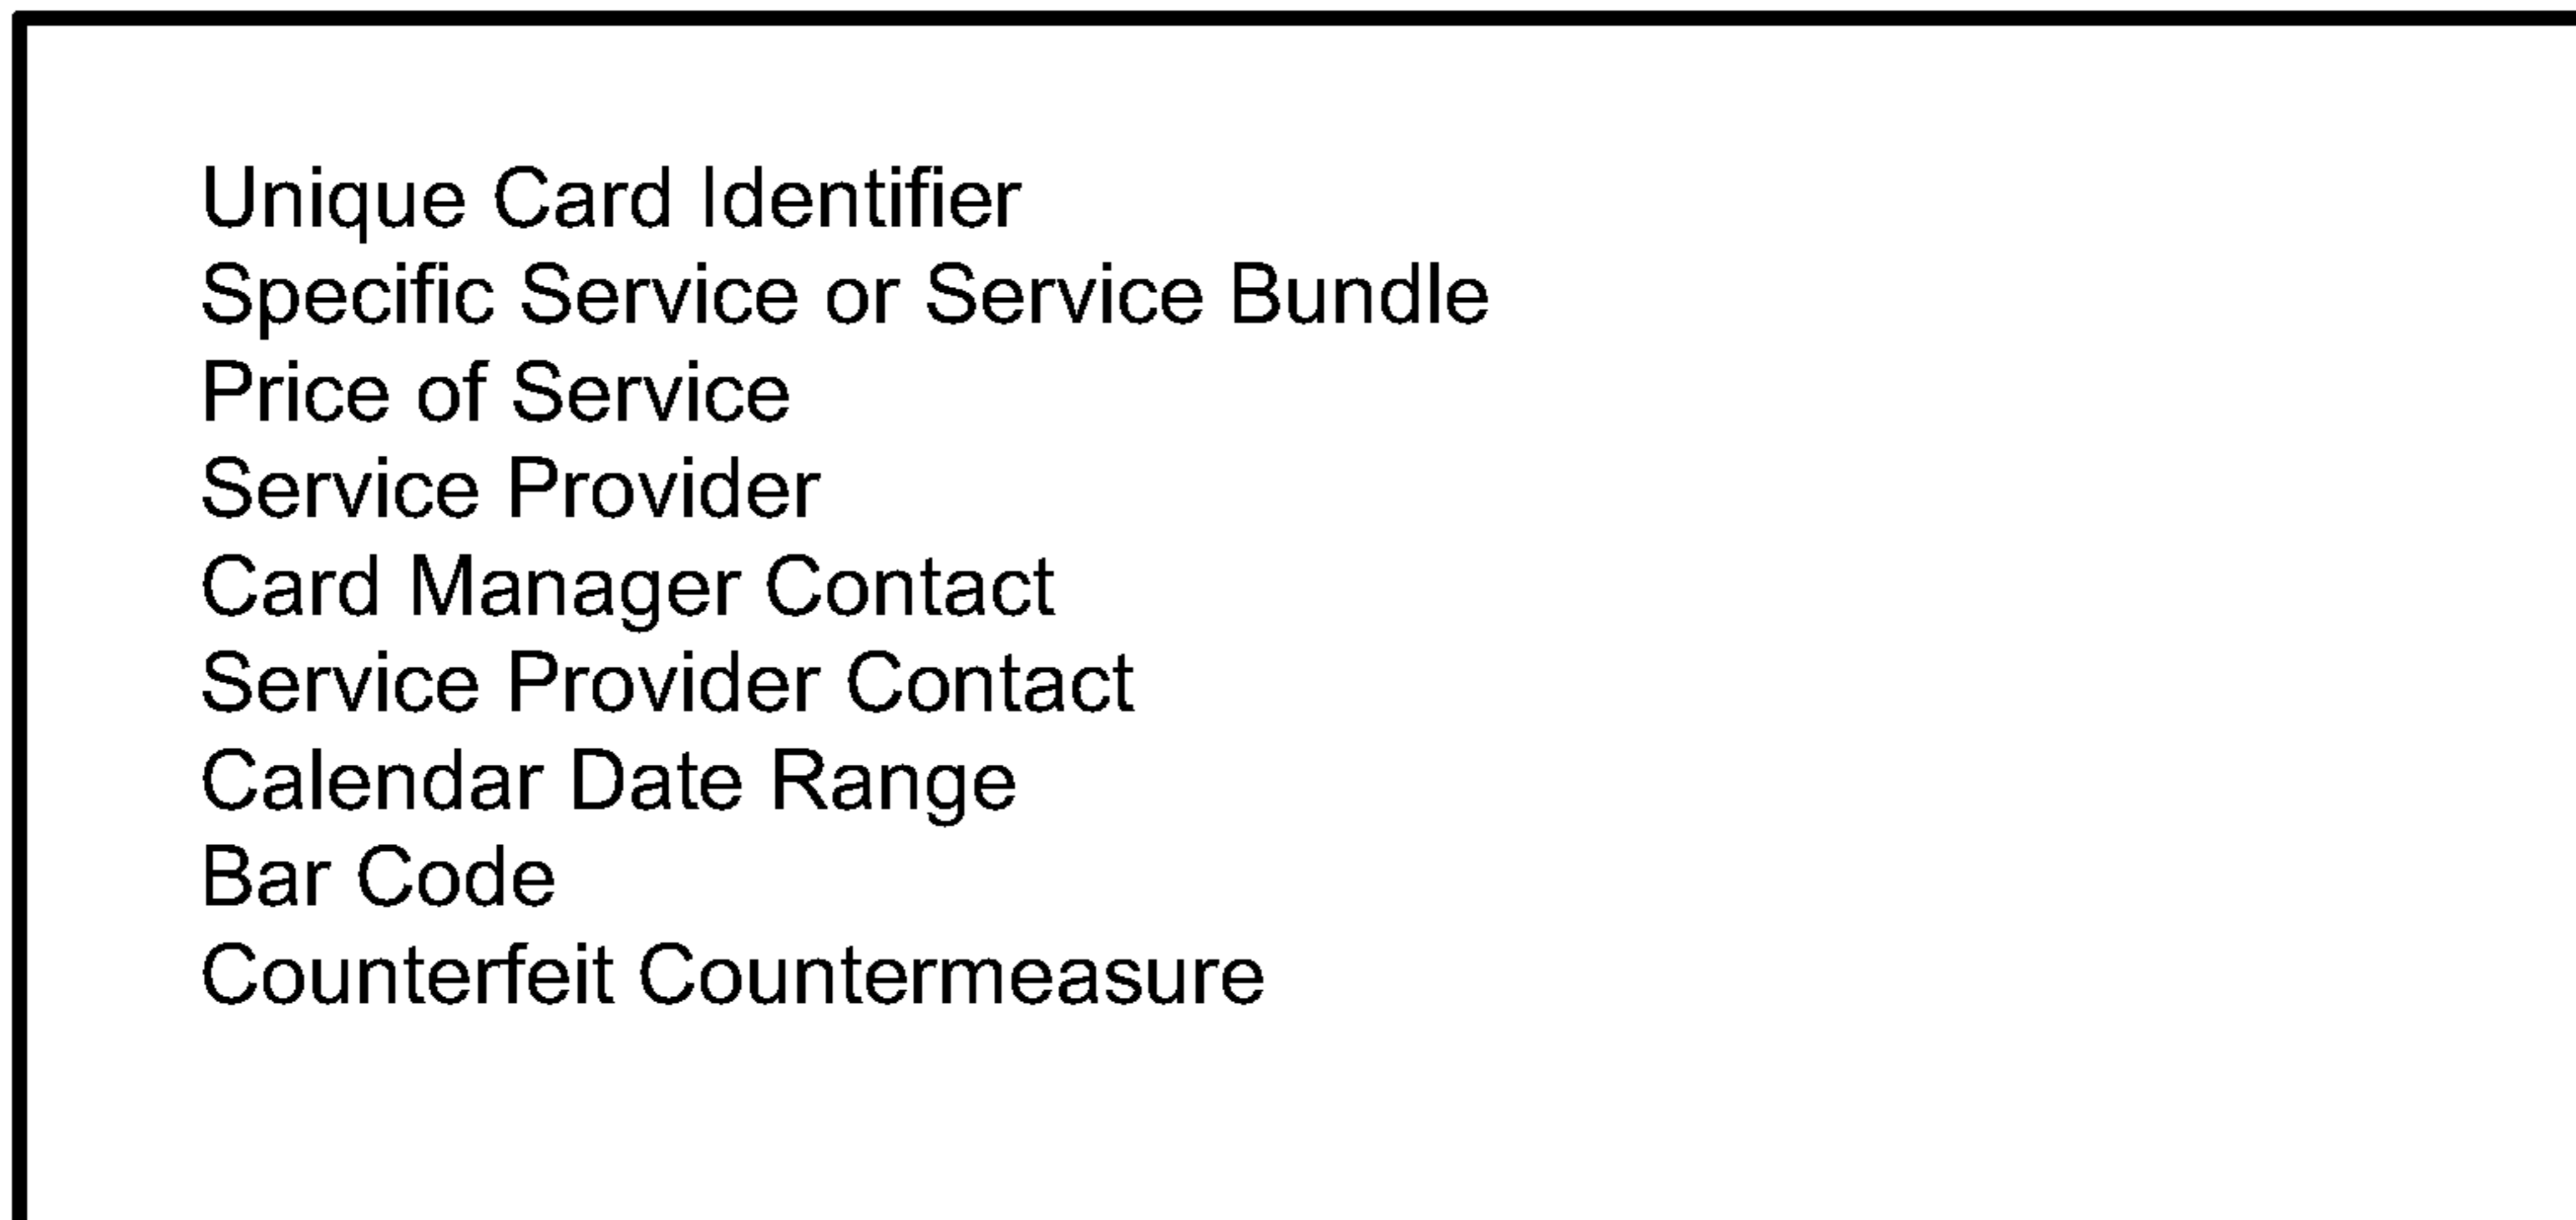 Unique Card Identifier
Specific Service or Service Bundle
Price of Service
Service Provider
Card Manager Contact
Service Provider Contact
Calendar Date Range
Bar Code
Counterfeit Countermeasure